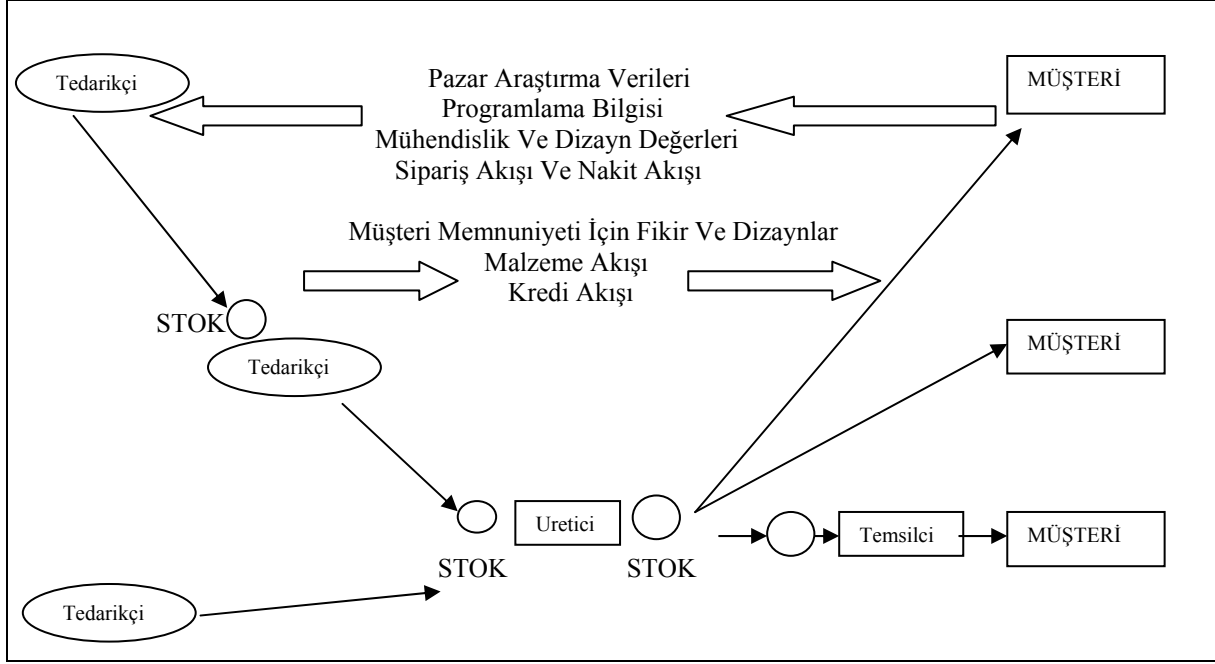 Tedarikçi
Pazar Araştırma Verileri
Programlama Bilgisi
Mühendislik Ve Dizayn Değerleri
Sipariş Akışı Ve Nakit Akışı
MÜŞTERİ
Müşteri Memnuniyeti İçin Fikir Ve Dizaynlar
Malzeme Akışı
Kredi Akışı
STOK
Tedarikçi
MÜŞTERİ
Uretici
Temsilci
MÜŞTERİ
STOK
STOK
Tedarikçi